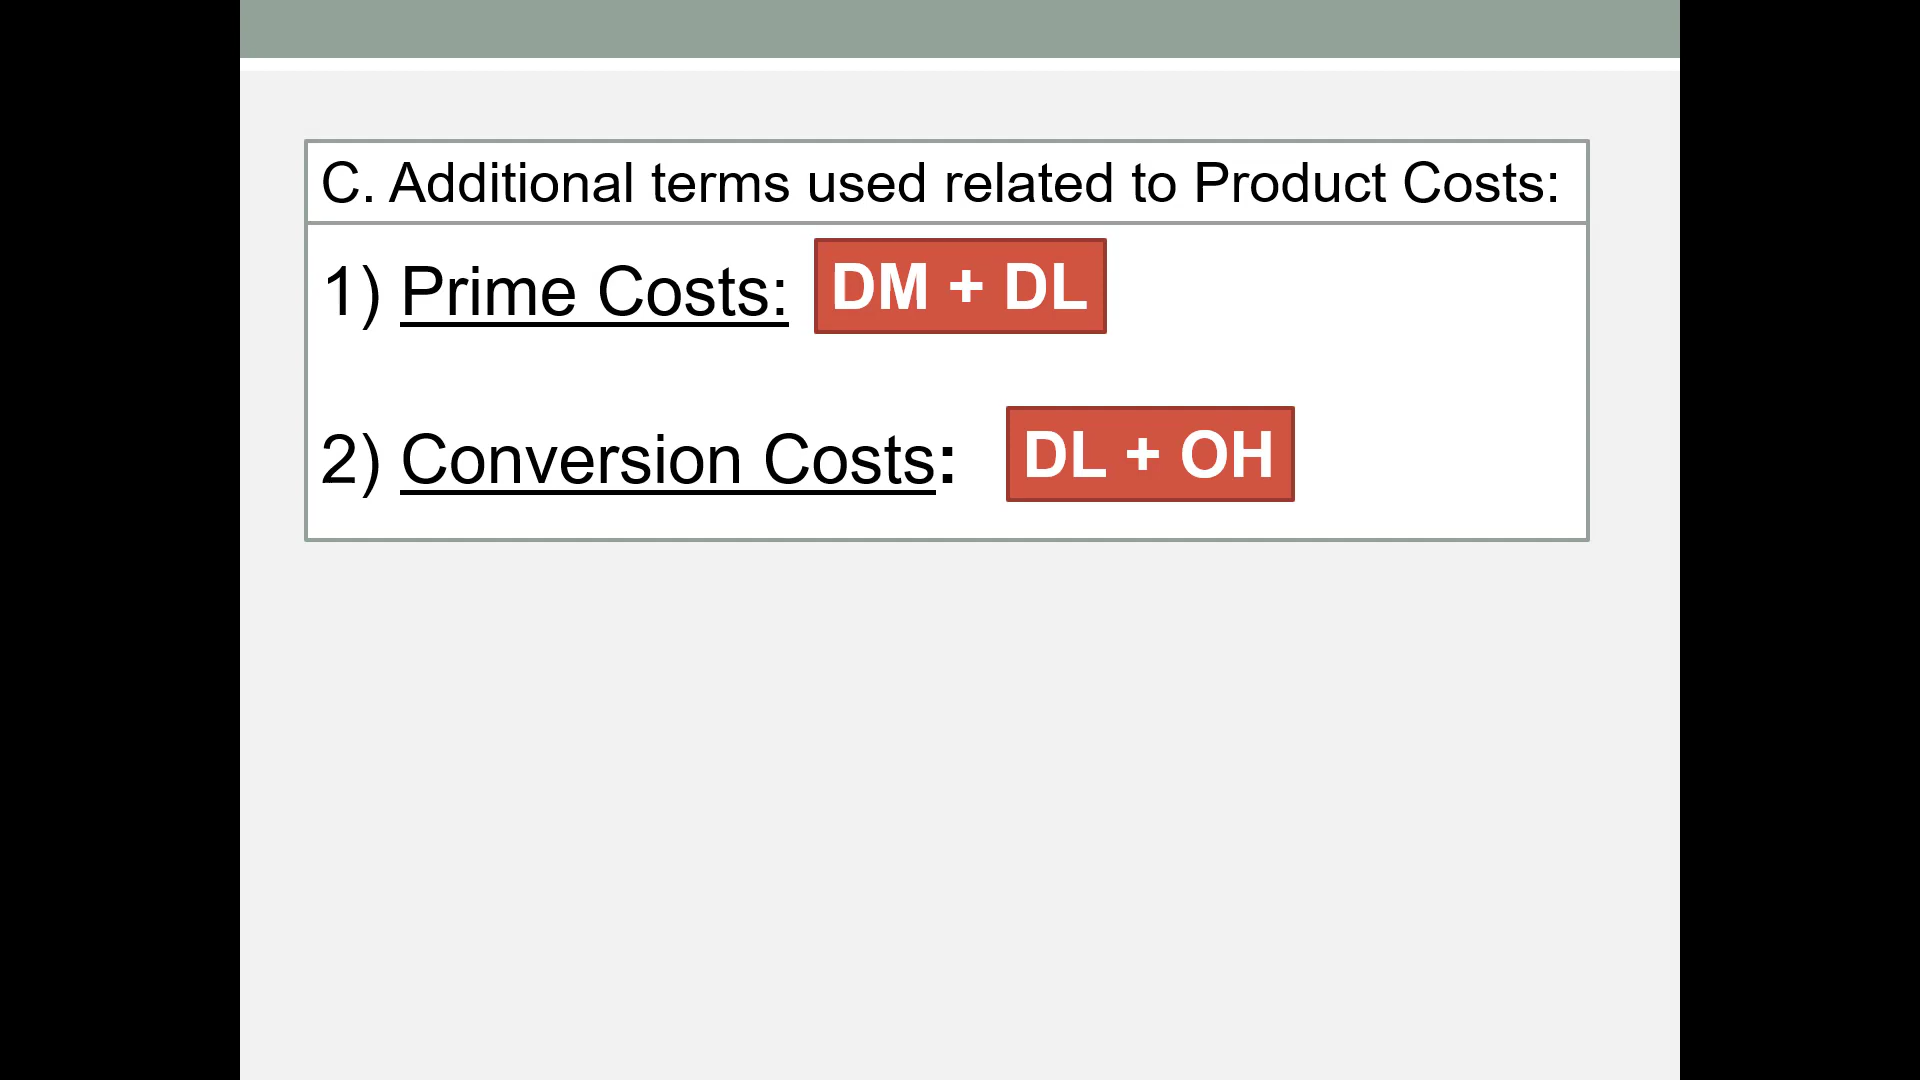 C. Additional terms used related to Product Costs:
1) Prime Costs: DM + DL
2) Conversion Costs: DL + OH